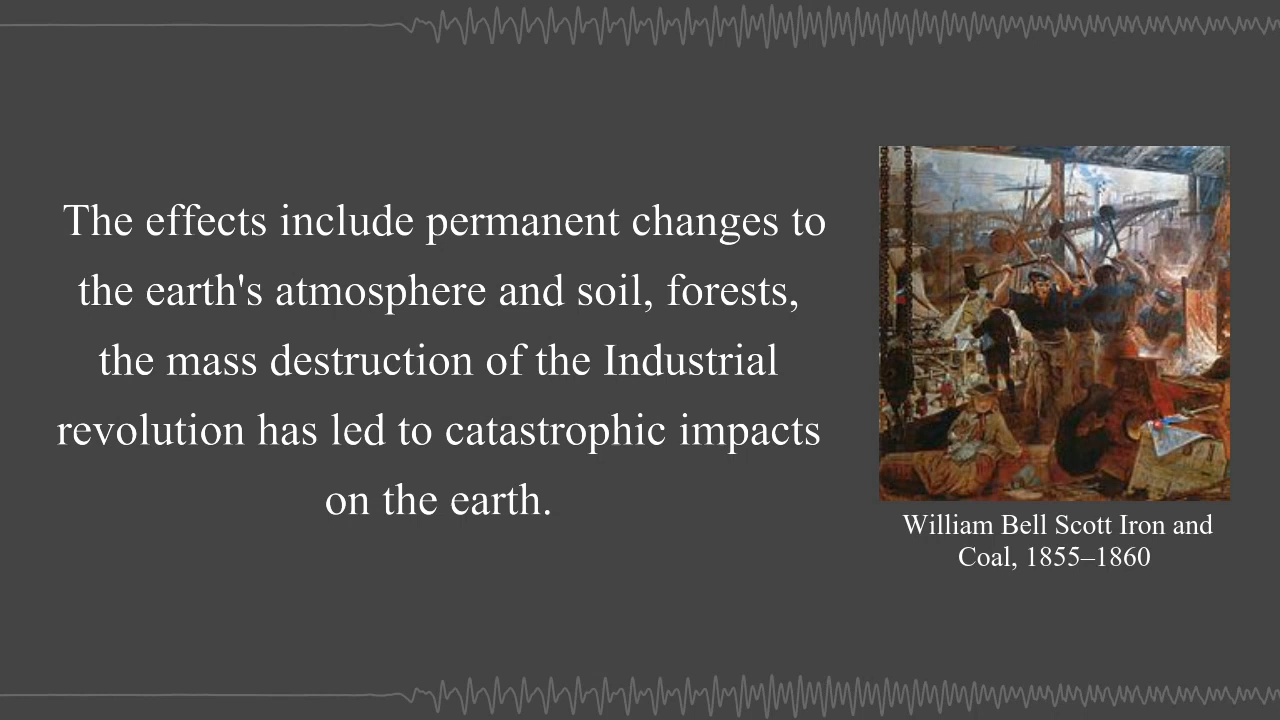 The effects include permanent changes to
the earth's atmosphere and soil, forests,
the mass destruction of the Industrial
revolution has led to catastrophic impacts
on the earth.
William Bell Scott Iron and
Coal, 1855–1860